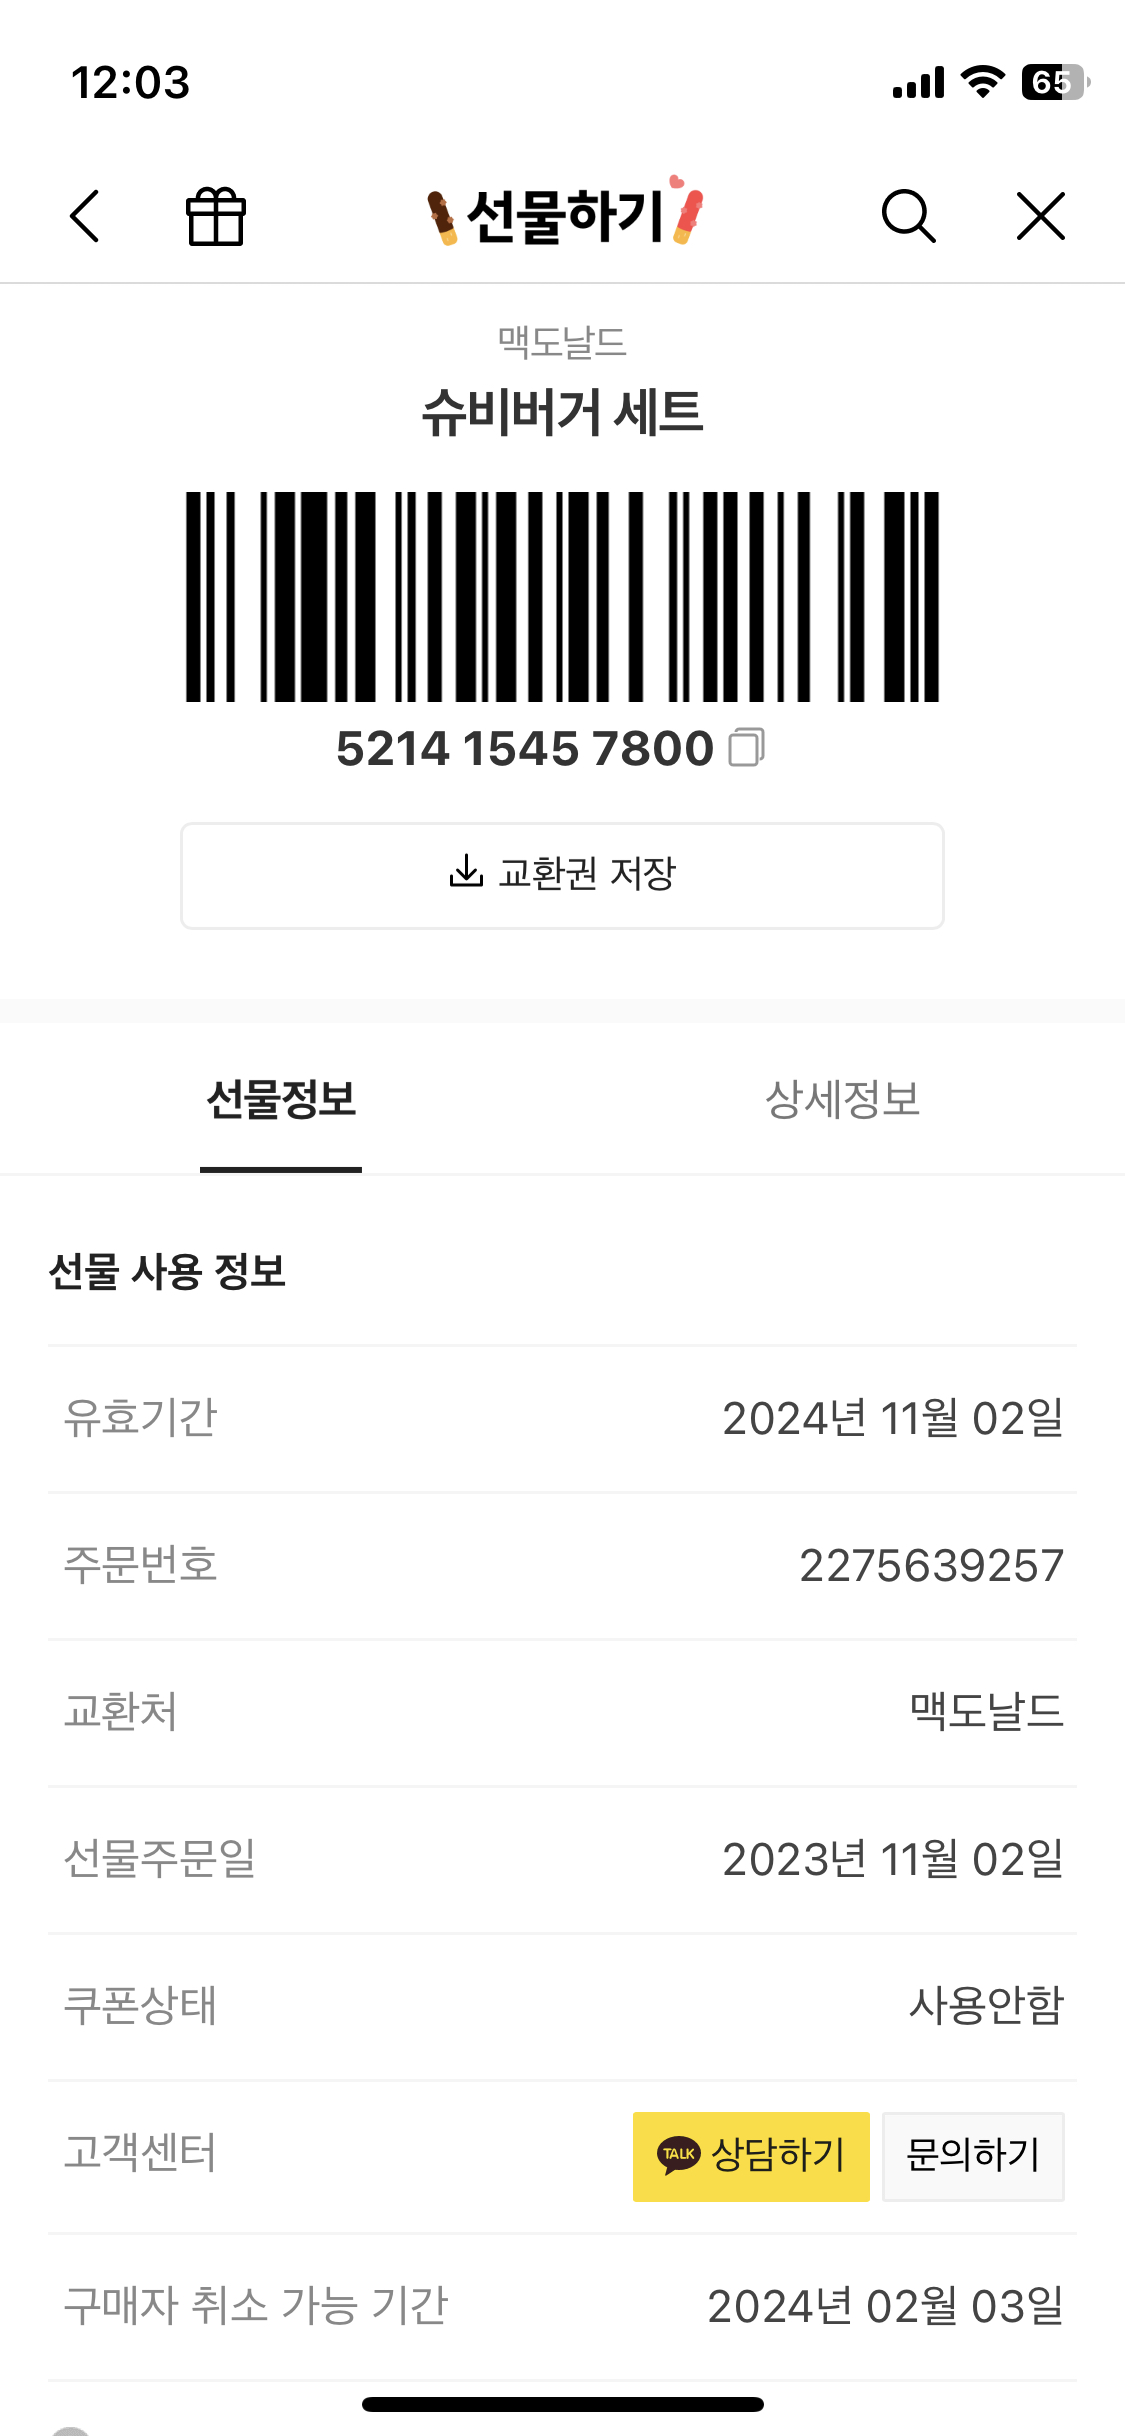 12:03
65
선물하기
맥도날드
슈비버거 세트
5214 1545 7800
교환권 저장
선물정보
상세정보
선물 사용 정보
유효기간 2024년 11월 02일
주문번호 2275639257
교환처 맥도날드
선물주문일 2023년 11월 02일
쿠폰상태 사용안함
고객센터 TALK 상담하기 문의하기
구매자 취소 가능 기간 2024년 02월 03일